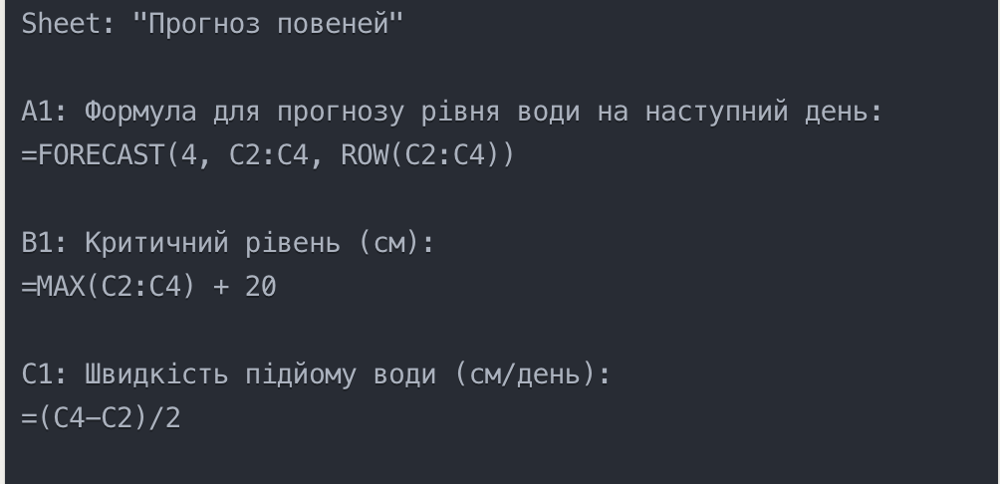 Sheet: "Прогноз повеней"
A1: Формула для прогнозу рівня води на наступний день:
=FORECAST(4, C2:C4, ROW(C2:C4))
B1: Критичний рівень (см):
=MAX(C2:C4) + 20
C1: Швидкість підйому води (см/день):
=(C4−C2)/2